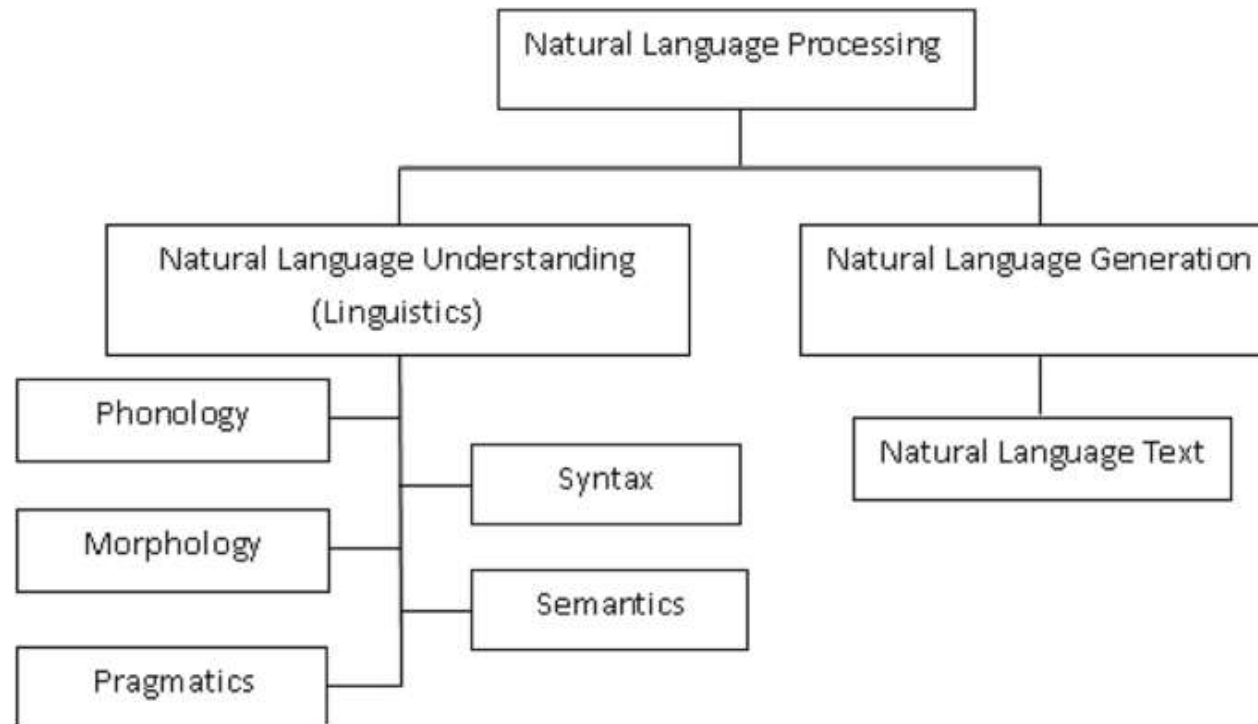 Natural Language Processing
Natural Language Understanding
(Linguistics)
Natural Language Generation
Phonology
Natural Language Text
Syntax
Morphology
Semantics
Pragmatics